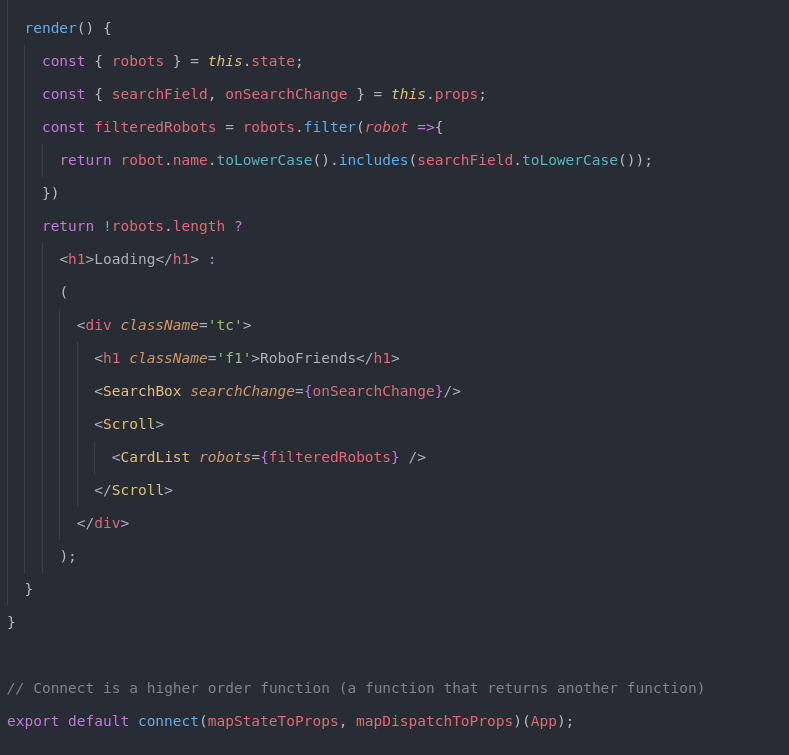 render() {
const { robots } = this.state;
const { searchField, onSearchChange } = this.props;
const filteredRobots = robots.filter(robot =>{
return robot.name.toLowerCase().includes(searchField.toLowerCase());
})
return !robots.length ?
<h1>Loading</h1> :
(
<div className='tc'>
<h1 className='f1'>RoboFriends</h1>
<SearchBox searchChange={onSearchChange}/>
<Scroll>
<CardList robots={filteredRobots} />
</Scroll>
</div>
);
}
}
// Connect is a higher order function (a function that returns another function)
export default connect(mapStateToProps, mapDispatchToProps)(App);